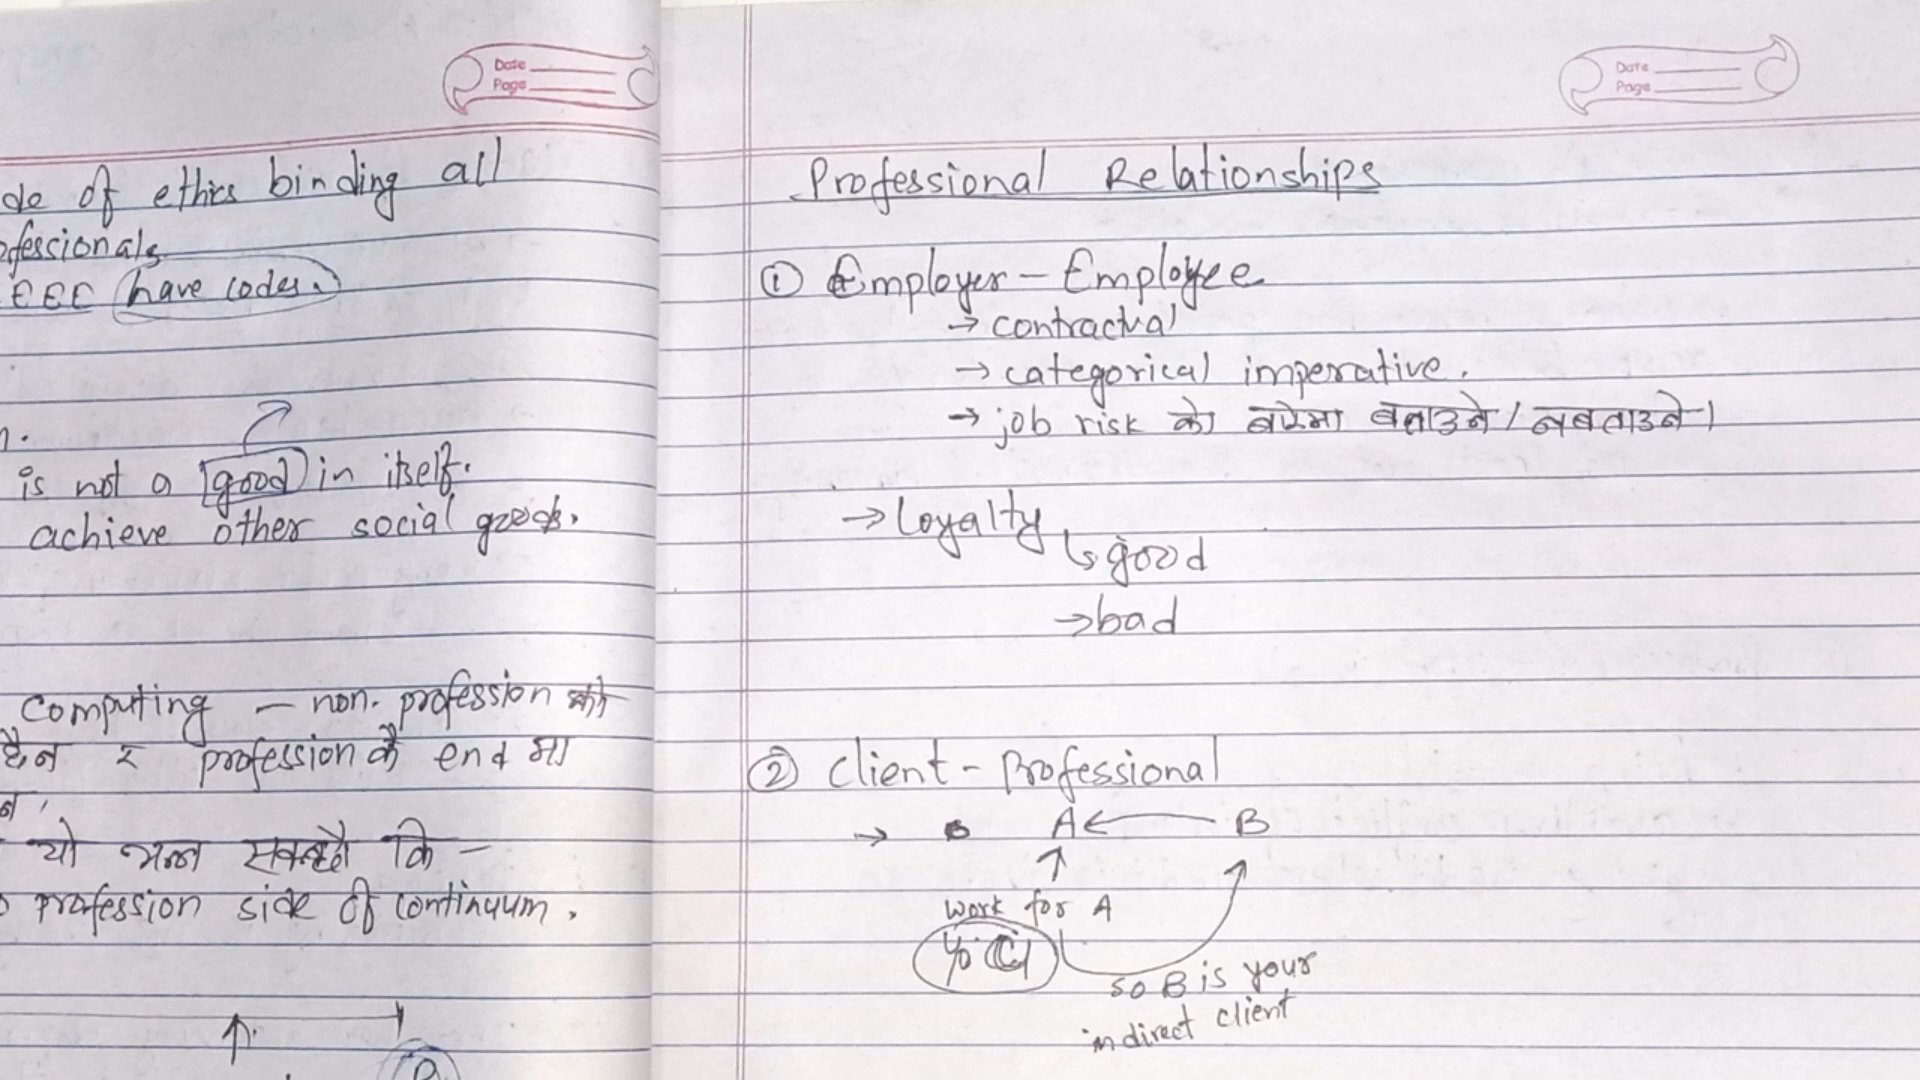 Date
Page
de of ethics binding all
ofessionals
EEE have codes.
is not a good in itself.
achieve other social goods.
Computing - non. profession को
हैन र profession कै end मा
यो भन्न सक्छौ कि -
profession side of continuum.
Date
Page
Professional Relationships
① Employer - Employee
→ contractual
→ categorical imperative.
→ job risk को बारेमा बताउने / नबताउने ।
→ Loyalty
↳ good
→ bad
② Client - Professional
→ A ← B
work for A
so B is your
indirect client